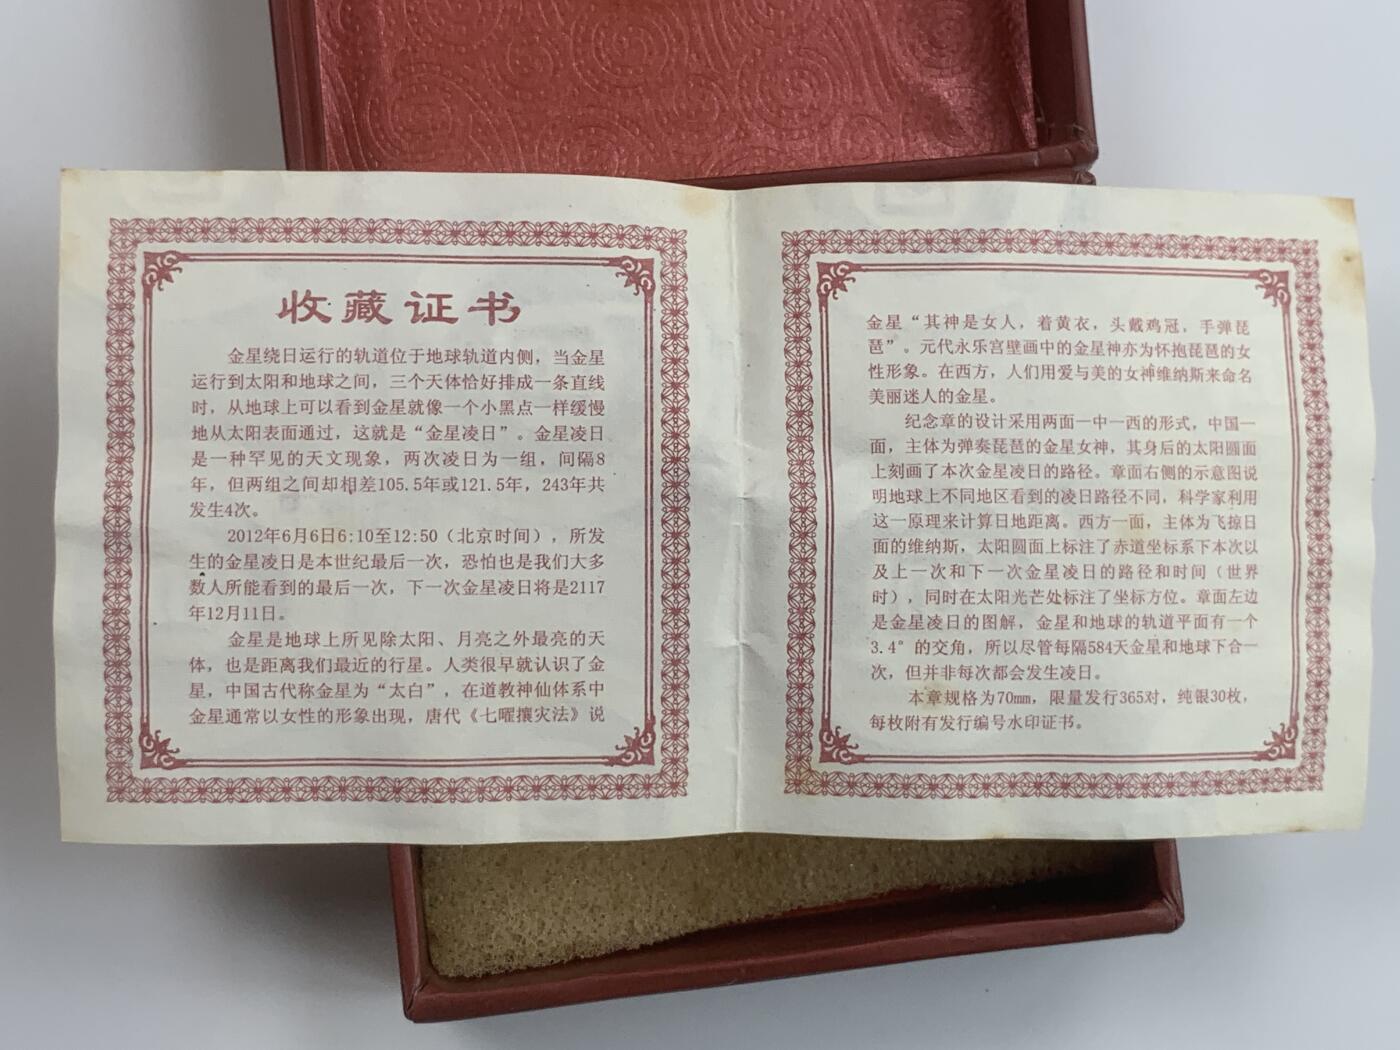 收藏证书
金星绕日运行的轨道位于地球轨道内侧，当金星
运行到太阳和地球之间，三个天体恰好排成一条直线
时，从地球上可以看到金星就像一个小黑点一样缓慢
地从太阳表面通过，这就是“金星凌日”。金星凌日
是一种罕见的天文现象，两次凌日为一组，间隔8
年，但两组之间却相差105.5年或121.5年，243年共
发生4次。
2012年6月6日6:10至12:50（北京时间），所发
生的金星凌日是本世纪最后一次，恐怕也是我们大多
数人所能看到的最后一次，下一次金星凌日将是2117
年12月11日。
金星是地球上所见除太阳、月亮之外最亮的天
体，也是距离我们最近的行星。人类很早就认识了金
星，中国古代称金星为“太白”，在道教神仙体系中
金星通常以女性的形象出现，唐代《七曜攘灾法》说
金星“其神是女人，着黄衣，头戴鸡冠，手弹琵
琶”。元代永乐宫壁画中的金星神亦为怀抱琵琶的女
性形象。在西方，人们用爱与美的女神维纳斯来命名
美丽迷人的金星。
纪念章的设计采用两面一中一西的形式，中国一
面，主体为弹奏琵琶的金星女神，其身后的太阳圆面
上刻画了本次金星凌日的路径。章面右侧的示意图说
明地球上不同地区看到的凌日路径不同，科学家利用
这一原理来计算日地距离。西方一面，主体为飞掠日
面的维纳斯，太阳圆面上标注了赤道坐标系下本次以
及上一次和下一次金星凌日的路径和时间（世界
时），同时在太阳光芒处标注了坐标方位。章面左边
是金星凌日的图解，金星和地球的轨道平面有一个
3.4°的交角，所以尽管每隔584天金星和地球下合一
次，但并非每次都会发生凌日。
本章规格为70mm，限量发行365对，纯银30枚，
每枚附有发行编号水印证书。